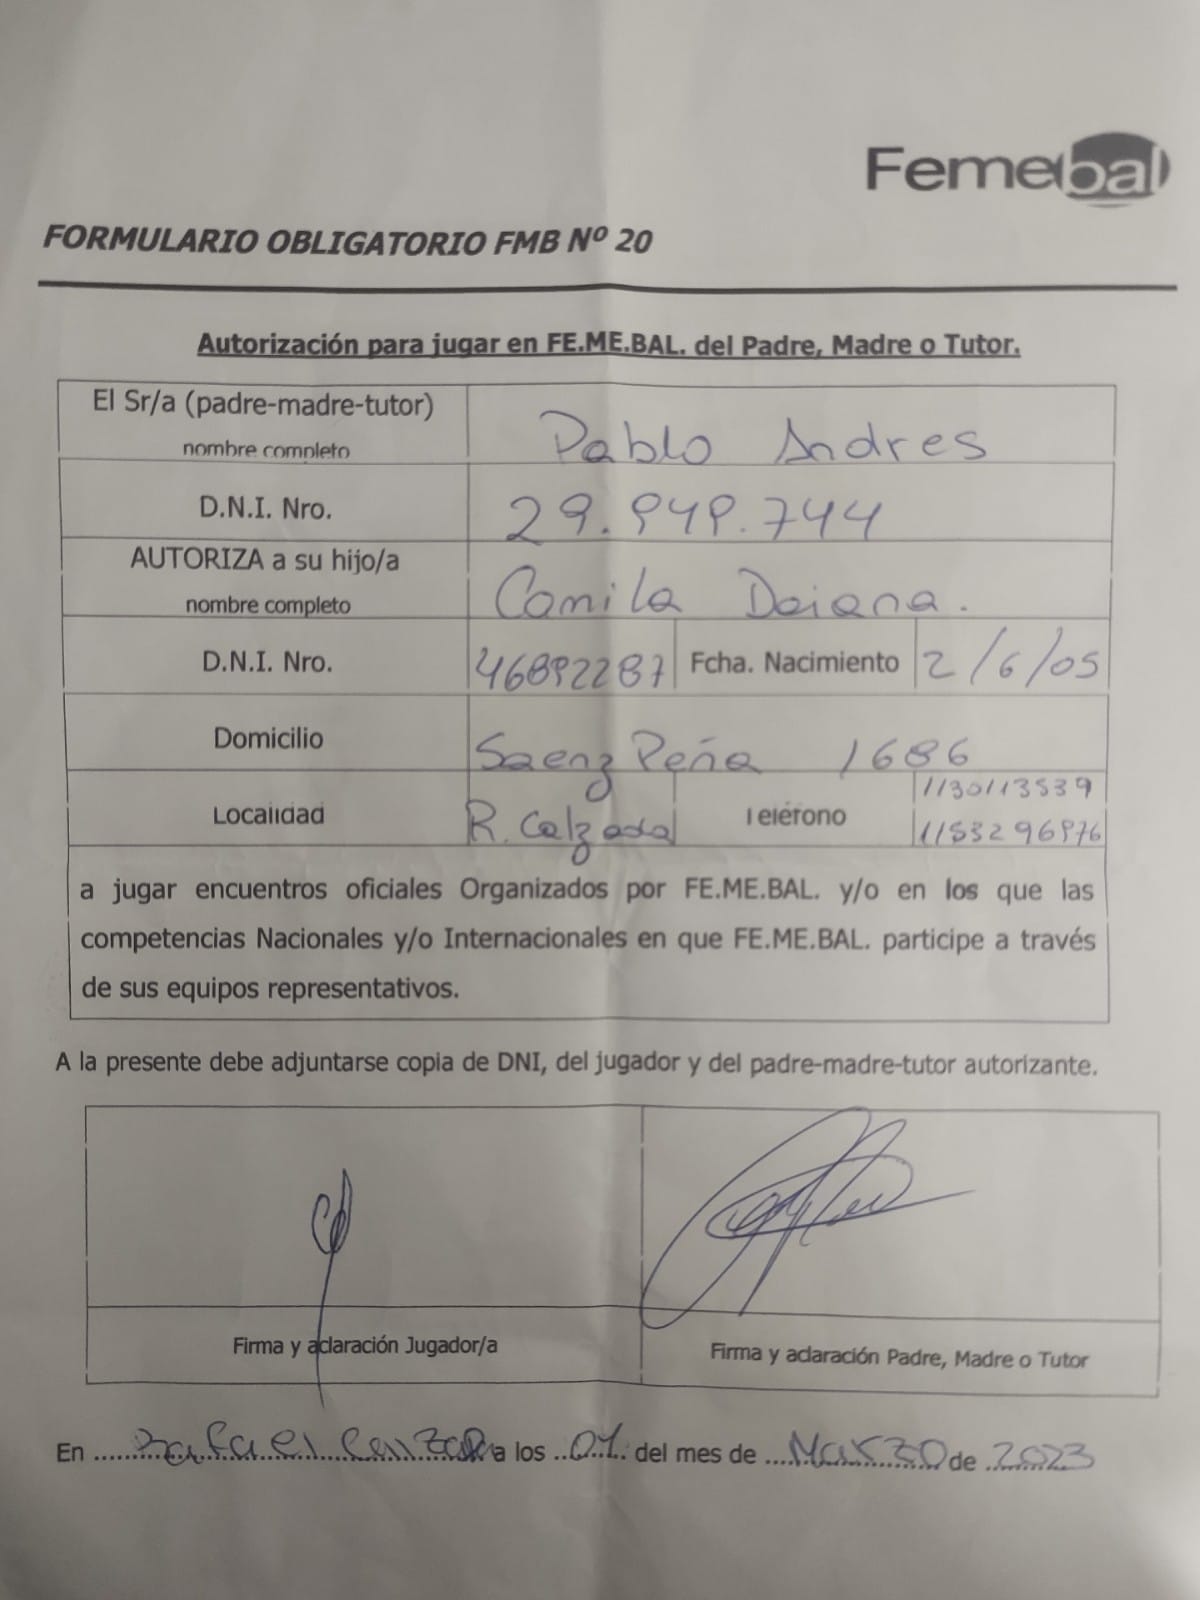 Femebal
FORMULARIO OBLIGATORIO FMB Nº 20
Autorización para jugar en FE.ME.BAL. del Padre, Madre o Tutor.
El Sr/a (padre-madre-tutor) nombre completo Pablo Andres
D.N.I. Nro. 29.949.744
AUTORIZA a su hijo/a nombre completo Camila Daiana.
D.N.I. Nro. 46892287 Fcha. Nacimiento 2/6/05
Domicilio Saenz Peña 1686
Localidad R. Calzada Teléfono 1130113539
1153296976
a jugar encuentros oficiales Organizados por FE.ME.BAL. y/o en los que las
competencias Nacionales y/o Internacionales en que FE.ME.BAL. participe a través
de sus equipos representativos.
A la presente debe adjuntarse copia de DNI, del jugador y del padre-madre-tutor autorizante.
Firma y aclaración Jugador/a Firma y aclaración Padre, Madre o Tutor
En Rafael Calzada a los 01 del mes de Marzo de 2023